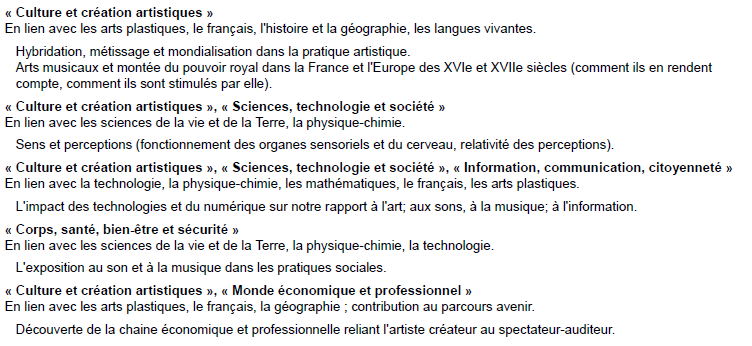 « Culture et création artistiques »
En lien avec les arts plastiques, le français, l'histoire et la géographie, les langues vivantes.
Hybridation, métissage et mondialisation dans la pratique artistique.
Arts musicaux et montée du pouvoir royal dans la France et l'Europe des XVIe et XVIIe siècles (comment ils en rendent
compte, comment ils sont stimulés par elle).
« Culture et création artistiques », « Sciences, technologie et société »
En lien avec les sciences de la vie et de la Terre, la physique-chimie.
Sens et perceptions (fonctionnement des organes sensoriels et du cerveau, relativité des perceptions).
« Culture et création artistiques », « Sciences, technologie et société », « Information, communication, citoyenneté »
En lien avec la technologie, la physique-chimie, les mathématiques, le français, les arts plastiques.
L'impact des technologies et du numérique sur notre rapport à l'art; aux sons, à la musique; à l'information.
« Corps, santé, bien-être et sécurité »
En lien avec les sciences de la vie et de la Terre, la physique-chimie, la technologie.
L'exposition au son et à la musique dans les pratiques sociales.
« Culture et création artistiques », « Monde économique et professionnel »
En lien avec les arts plastiques, le français, la géographie ; contribution au parcours avenir.
Découverte de la chaine économique et professionnelle reliant l'artiste créateur au spectateur-auditeur.